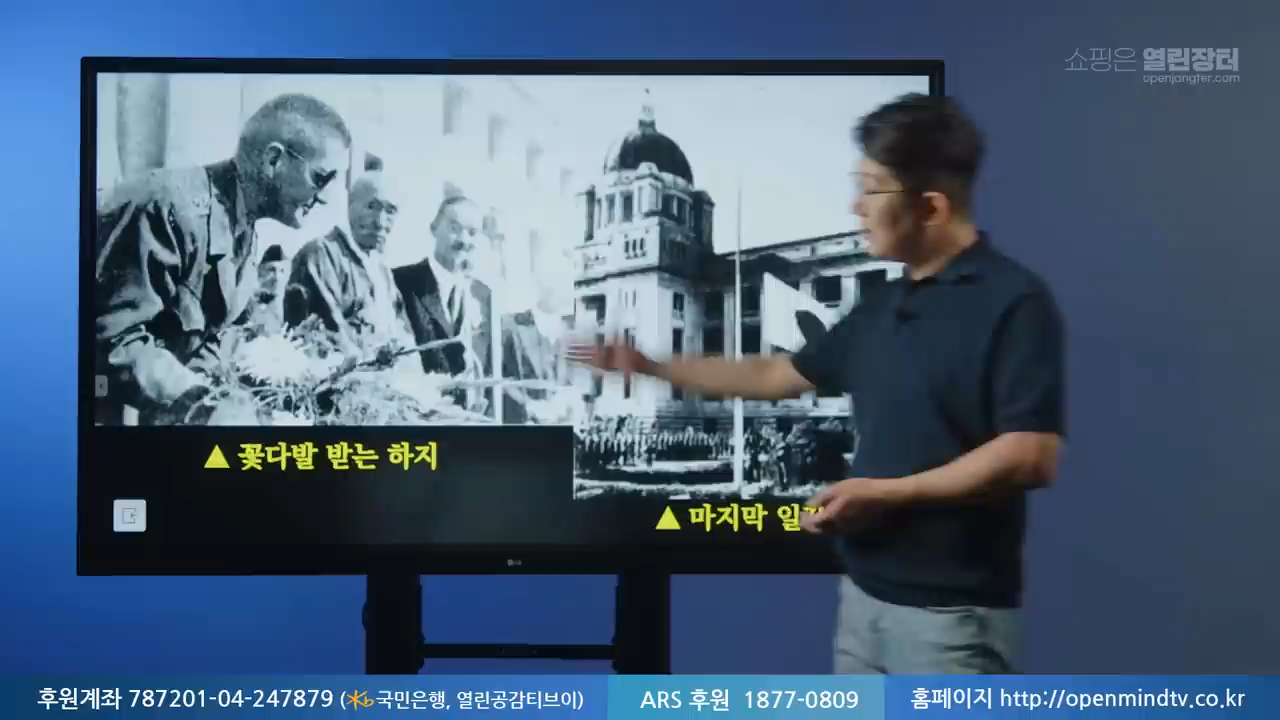 쇼핑은 열린장터
openjangter.com
▲ 꽃다발 받는 하지
▲ 마지막
LG
후원계좌 787201-04-247879 (국민은행, 열린공감티브이)
ARS 후원 1877-0809
홈페이지 http://openmindtv.co.kr